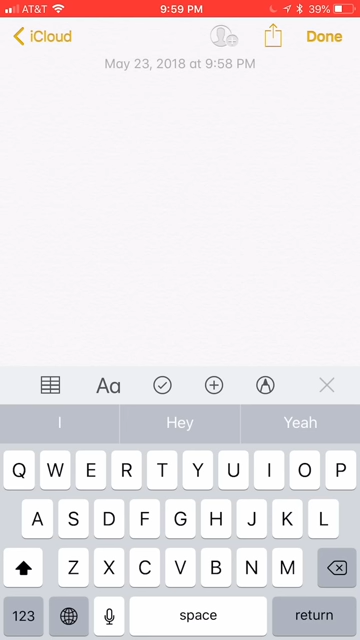 AT&T 9:59 PM 39%
iCloud Done
May 23, 2018 at 9:58 PM
Aa
I Hey Yeah
Q W E R T Y U I O P
A S D F G H J K L
Z X C V B N M
123 space return